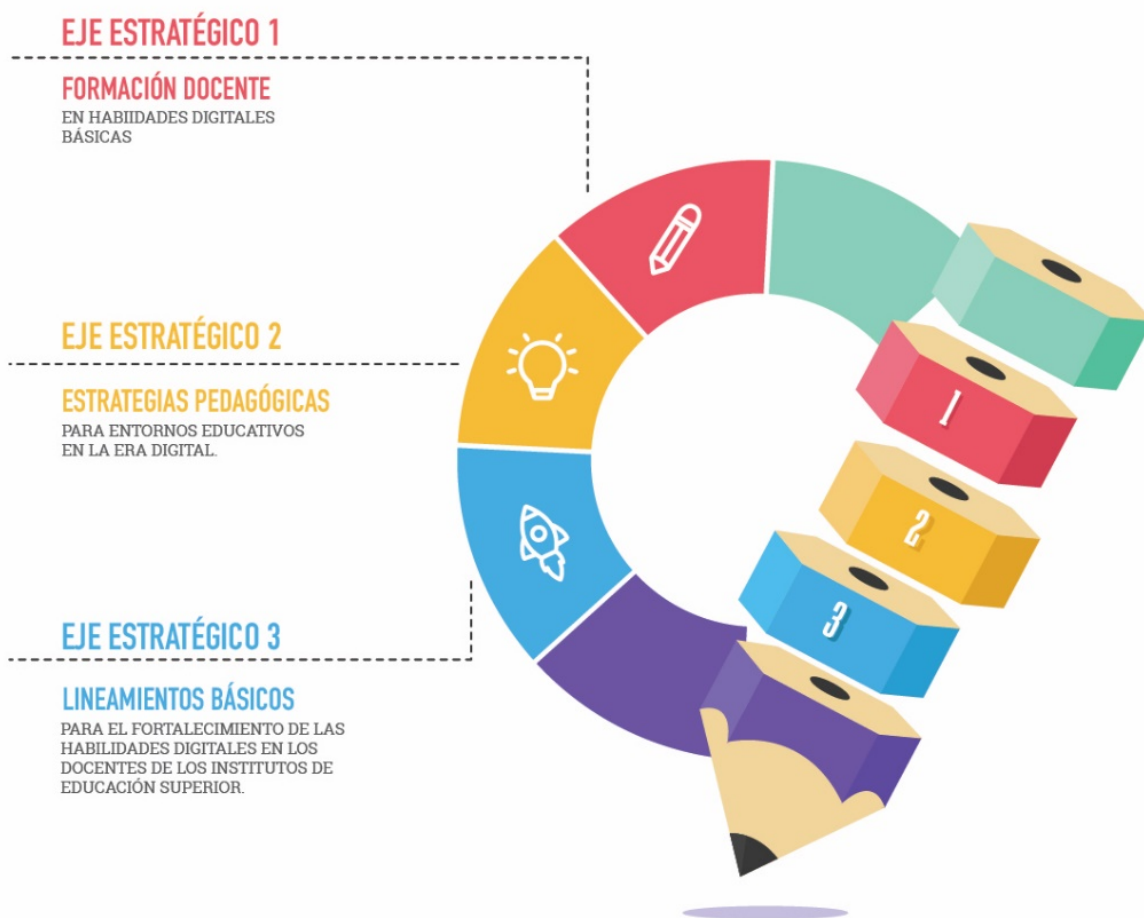 EJE ESTRATÉGICO 1
FORMACIÓN DOCENTE
EN HABIIDADES DIGITALES
BÁSICAS
EJE ESTRATÉGICO 2
ESTRATEGIAS PEDAGÓGICAS
PARA ENTORNOS EDUCATIVOS
EN LA ERA DIGITAL.
EJE ESTRATÉGICO 3
LINEAMIENTOS BÁSICOS
PARA EL FORTALECIMIENTO DE LAS
HABILIDADES DIGITALES EN LOS
DOCENTES DE LOS INSTITUTOS DE
EDUCACIÓN SUPERIOR.
1
2
3